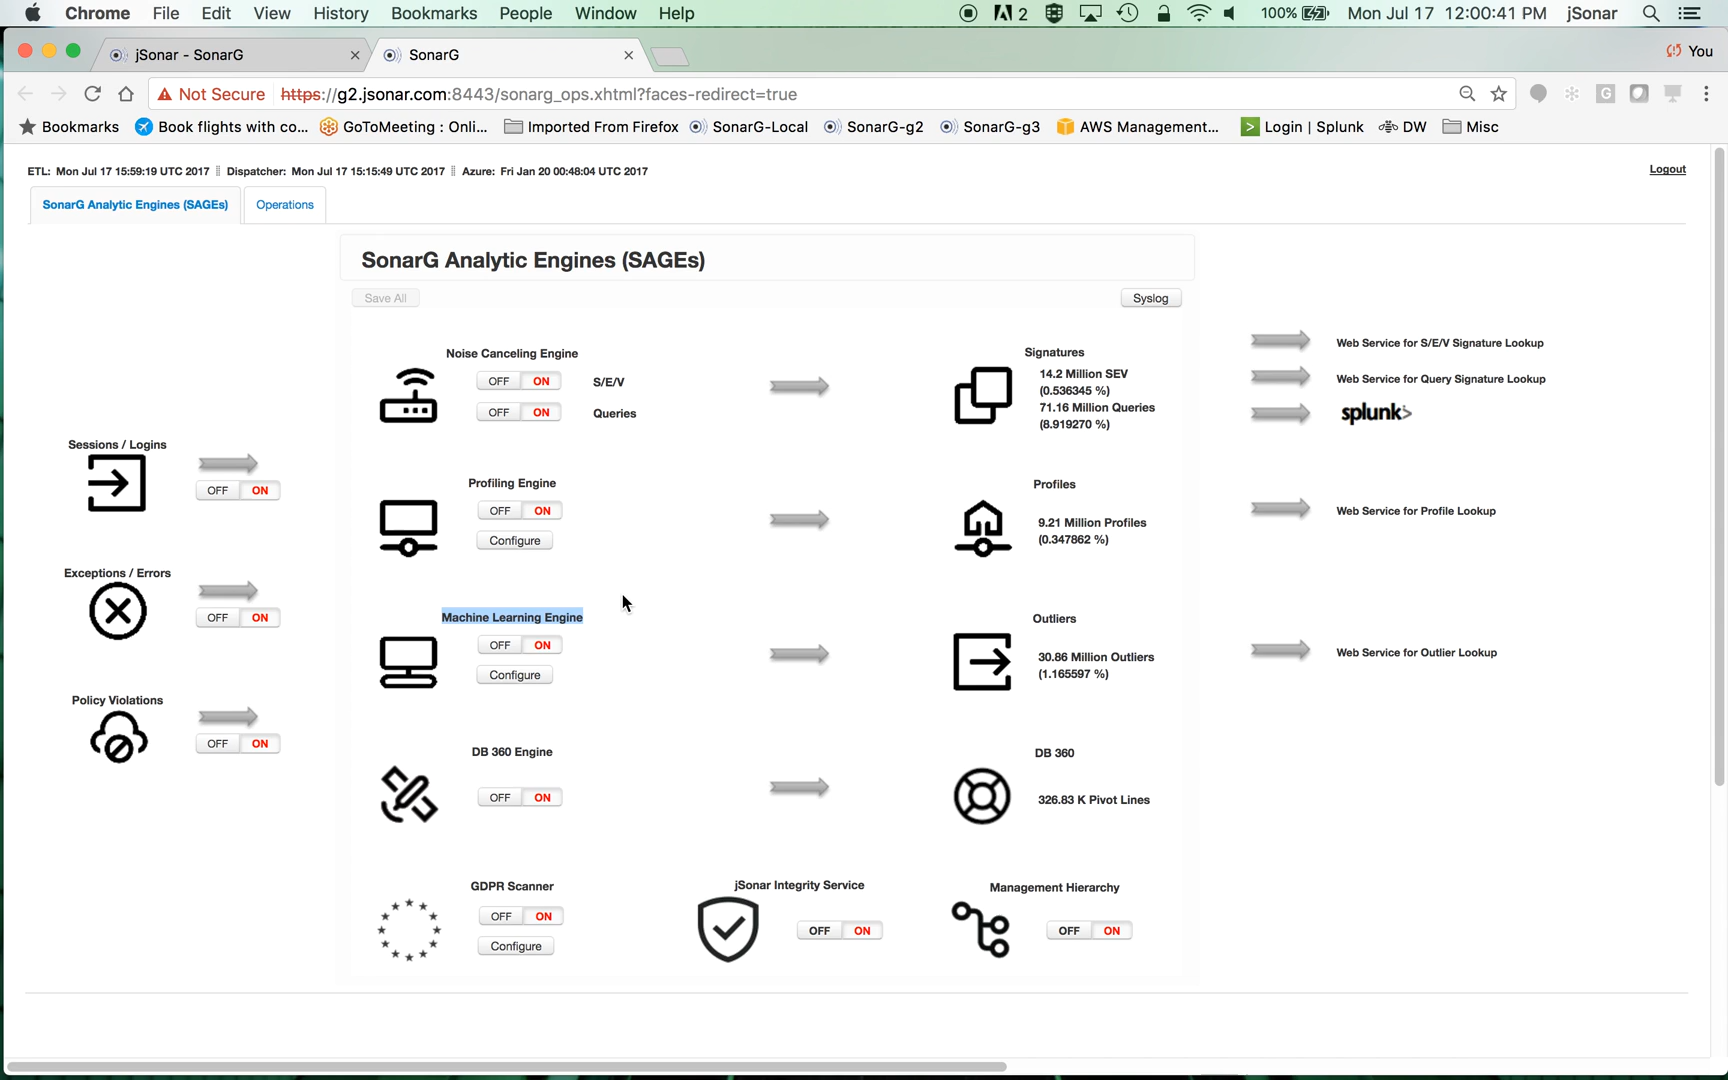 Chrome File Edit View History Bookmarks People Window Help 2 100% Mon Jul 17 12:00:41 PM jSonar
jSonar - SonarG SonarG You
Not Secure https://g2.jsonar.com:8443/sonarg_ops.xhtml?faces-redirect=true
Bookmarks Book flights with co... GoToMeeting : Onli... Imported From Firefox SonarG-Local SonarG-g2 SonarG-g3 AWS Management... Login | Splunk DW Misc
ETL: Mon Jul 17 15:59:19 UTC 2017 Dispatcher: Mon Jul 17 15:15:49 UTC 2017 Azure: Fri Jan 20 00:48:04 UTC 2017 Logout
SonarG Analytic Engines (SAGEs) Operations
SonarG Analytic Engines (SAGEs)
Save All Syslog
Sessions / Logins
OFF ON
Exceptions / Errors
OFF ON
Policy Violations
OFF ON
Noise Canceling Engine
OFF ON S/E/V
OFF ON Queries
Signatures
14.2 Million SEV
(0.536345 %)
71.16 Million Queries
(8.919270 %)
Web Service for S/E/V Signature Lookup
Web Service for Query Signature Lookup
splunk>
Profiling Engine
OFF ON
Configure
Profiles
9.21 Million Profiles
(0.347862 %)
Web Service for Profile Lookup
Machine Learning Engine
OFF ON
Configure
Outliers
30.86 Million Outliers
(1.165597 %)
Web Service for Outlier Lookup
DB 360 Engine
OFF ON
DB 360
326.83 K Pivot Lines
GDPR Scanner
OFF ON
Configure
jSonar Integrity Service
OFF ON
Management Hierarchy
OFF ON